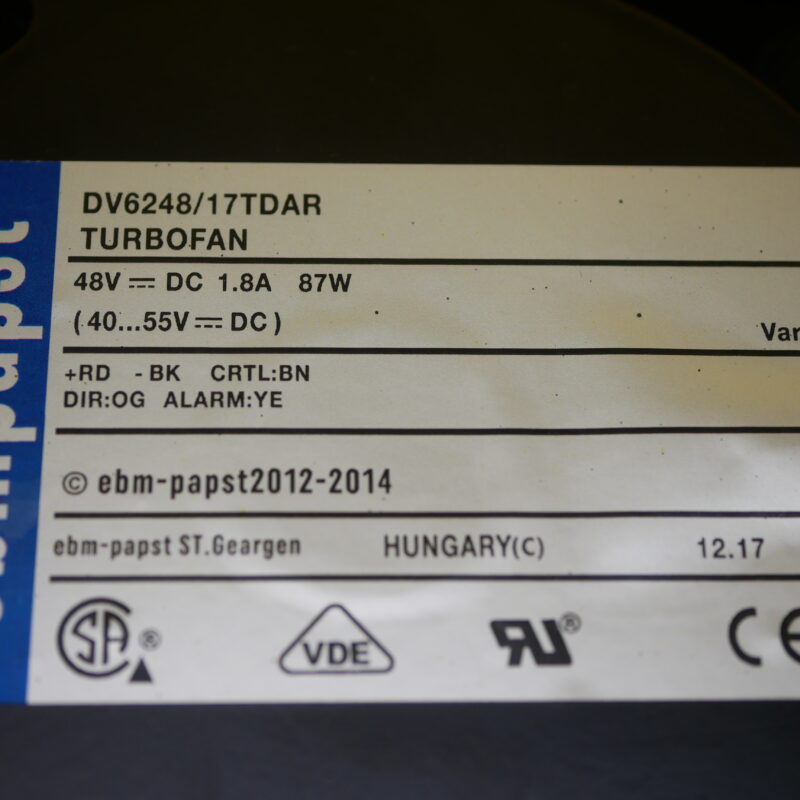 ebmpapst
DV6248/17TDAR
TURBOFAN
48V ⎓ DC 1.8A 87W
(40...55V ⎓ DC)
Var
+RD -BK CRTL:BN
DIR:OG ALARM:YE
© ebm-papst2012-2014
ebm-papst ST.Geargen HUNGARY(C) 12.17
SA ®
VDE
RU ®
CE